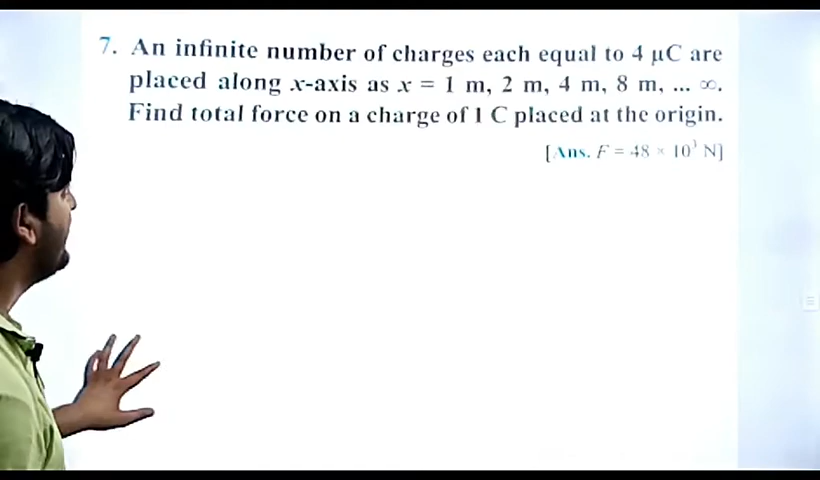 7. An infinite number of charges each equal to 4 μC are
placed along x-axis as x = 1 m, 2 m, 4 m, 8 m, ... ∞.
Find total force on a charge of 1 C placed at the origin.
[Ans. F = 48 × 10³ N]